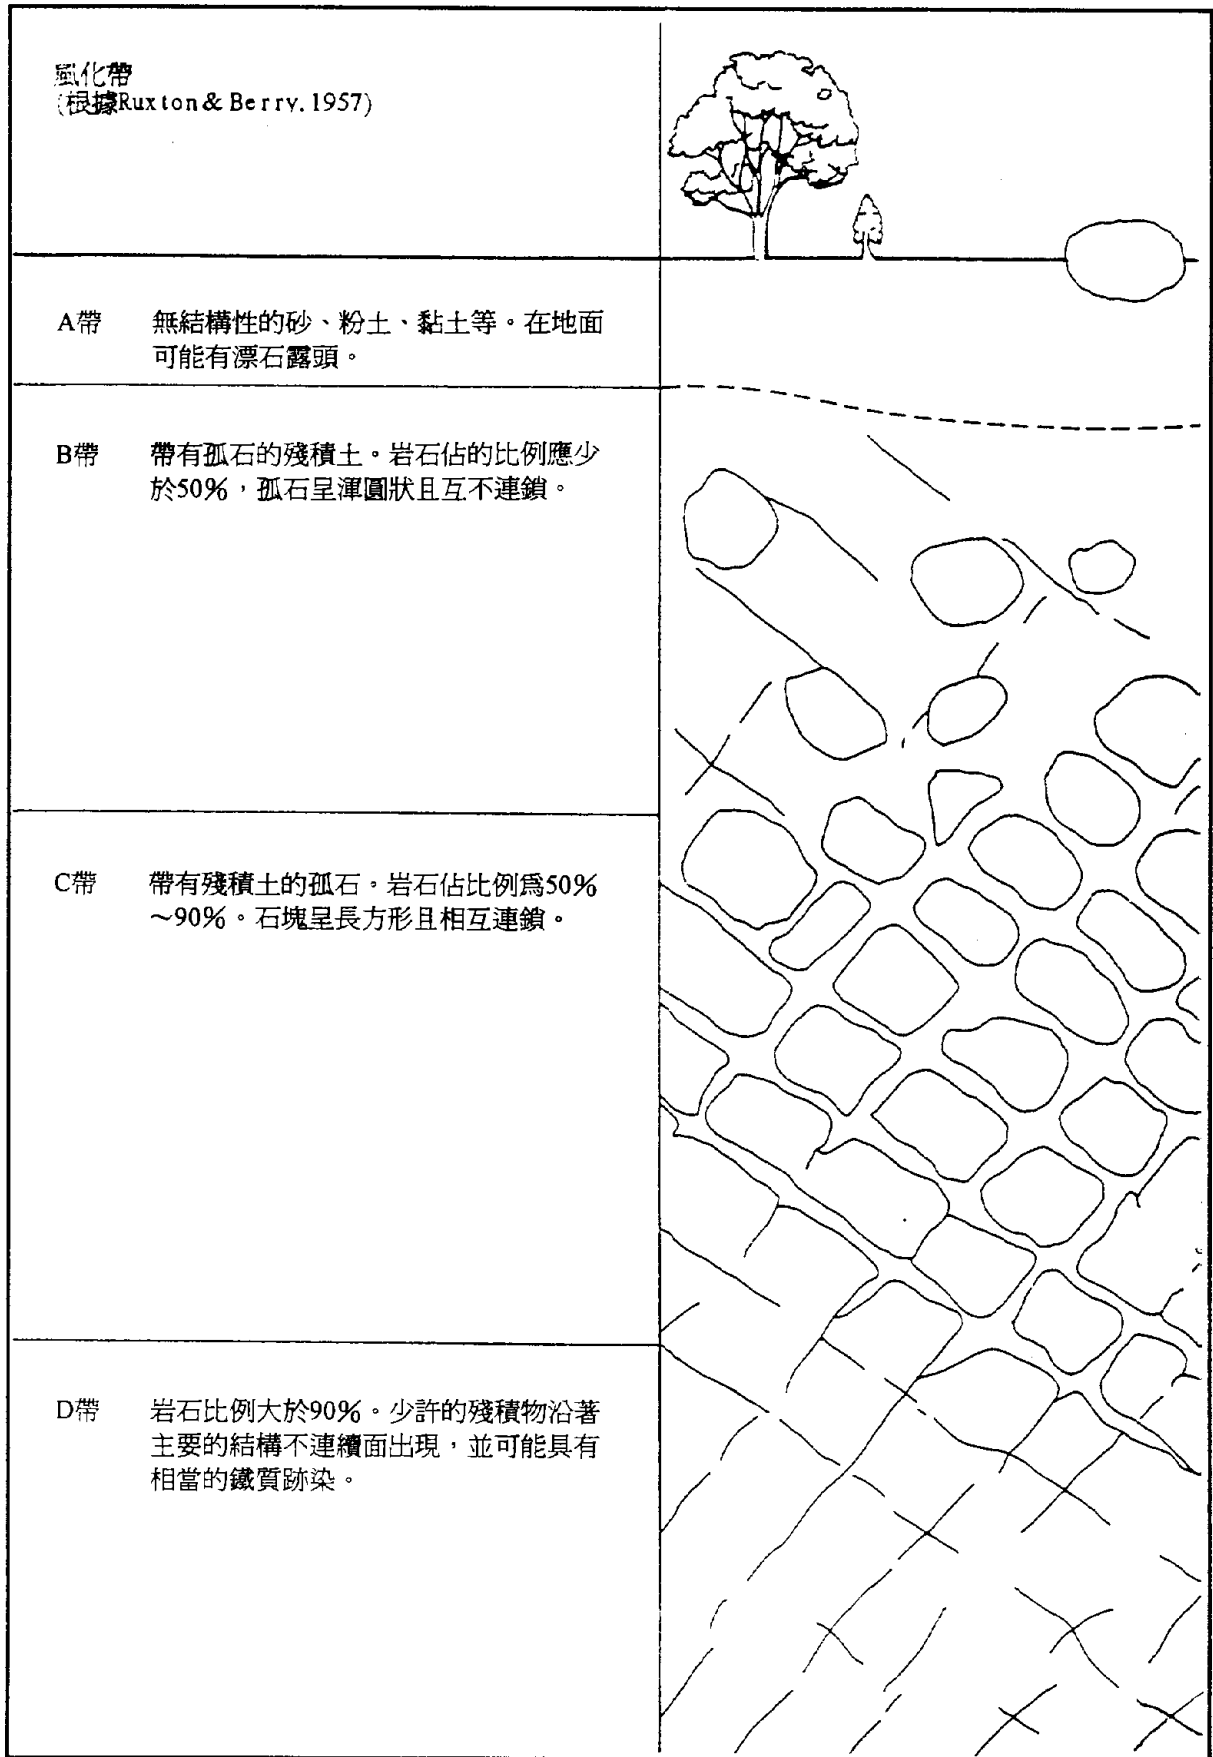 風化帶
(根據Ruxton & Berry. 1957)
A帶 無結構性的砂、粉土、黏土等。在地面
可能有漂石露頭。
B帶 帶有孤石的殘積土。岩石佔的比例應少
於50%，孤石呈渾圓狀且互不連鎖。
C帶 帶有殘積土的孤石。岩石佔比例爲50%
～90%。石塊呈長方形且相互連鎖。
D帶 岩石比例大於90%。少許的殘積物沿著
主要的結構不連續面出現，並可能具有
相當的鐵質跡染。